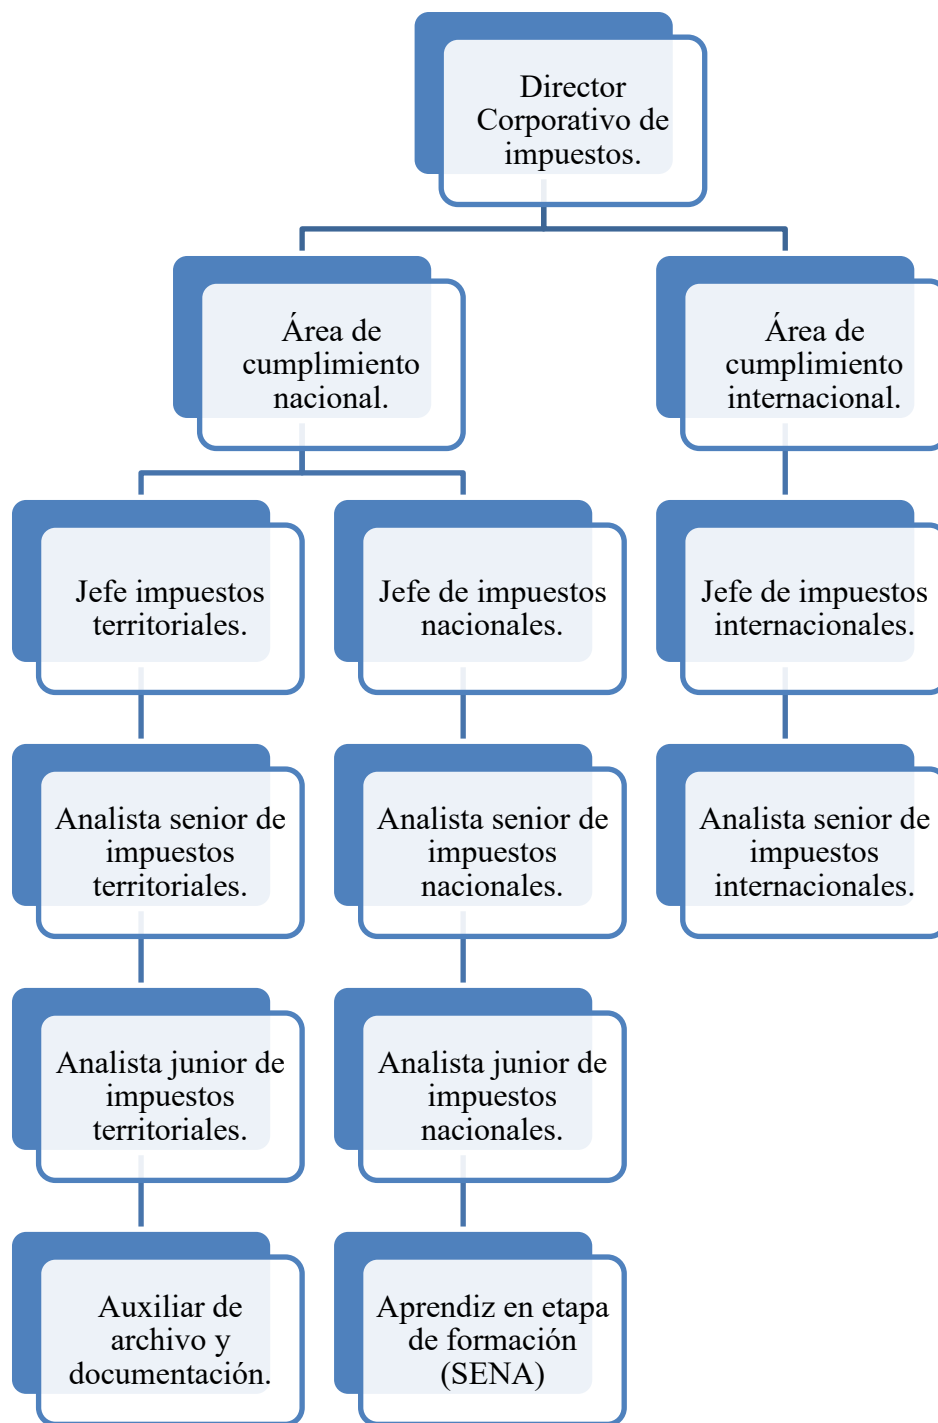 Director
Corporativo de
impuestos.
Área de
cumplimiento
nacional.
Área de
cumplimiento
internacional.
Jefe impuestos
territoriales.
Jefe de impuestos
nacionales.
Jefe de impuestos
internacionales.
Analista senior de
impuestos
territoriales.
Analista senior de
impuestos
nacionales.
Analista senior de
impuestos
internacionales.
Analista junior de
impuestos
territoriales.
Analista junior de
impuestos
nacionales.
Auxiliar de
archivo y
documentación.
Aprendiz en etapa
de formación
(SENA)